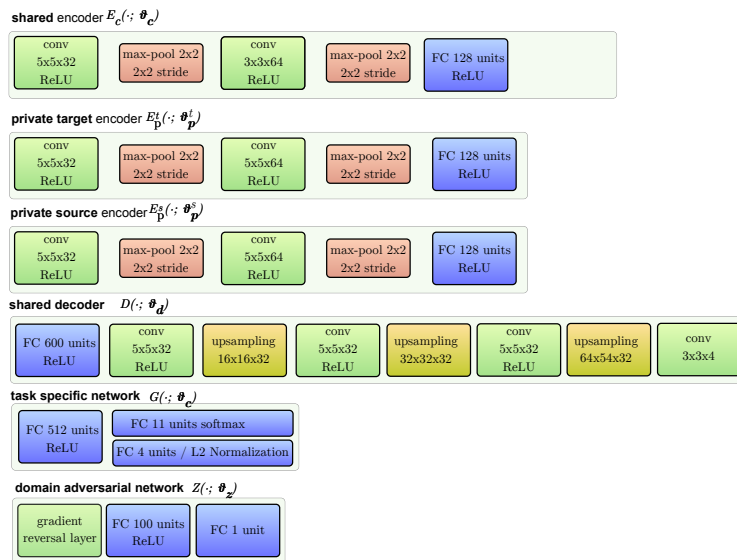 shared encoder E_c(·; ϑ_c)
conv 5x5x32 ReLU
max-pool 2x2 2x2 stride
conv 3x3x64 ReLU
max-pool 2x2 2x2 stride
FC 128 units ReLU
private target encoder E_p^t(·; ϑ_p^t)
conv 5x5x32 ReLU
max-pool 2x2 2x2 stride
conv 5x5x64 ReLU
max-pool 2x2 2x2 stride
FC 128 units ReLU
private source encoder E_p^s(·; ϑ_p^s)
conv 5x5x32 ReLU
max-pool 2x2 2x2 stride
conv 5x5x64 ReLU
max-pool 2x2 2x2 stride
FC 128 units ReLU
shared decoder D(·; ϑ_d)
FC 600 units ReLU
conv 5x5x32 ReLU
upsampling 16x16x32
conv 5x5x32 ReLU
upsampling 32x32x32
conv 5x5x32 ReLU
upsampling 64x54x32
conv 3x3x4
task specific network G(·; ϑ_c)
FC 512 units ReLU
FC 11 units softmax
FC 4 units / L2 Normalization
domain adversarial network Z(·; ϑ_z)
gradient reversal layer
FC 100 units ReLU
FC 1 unit